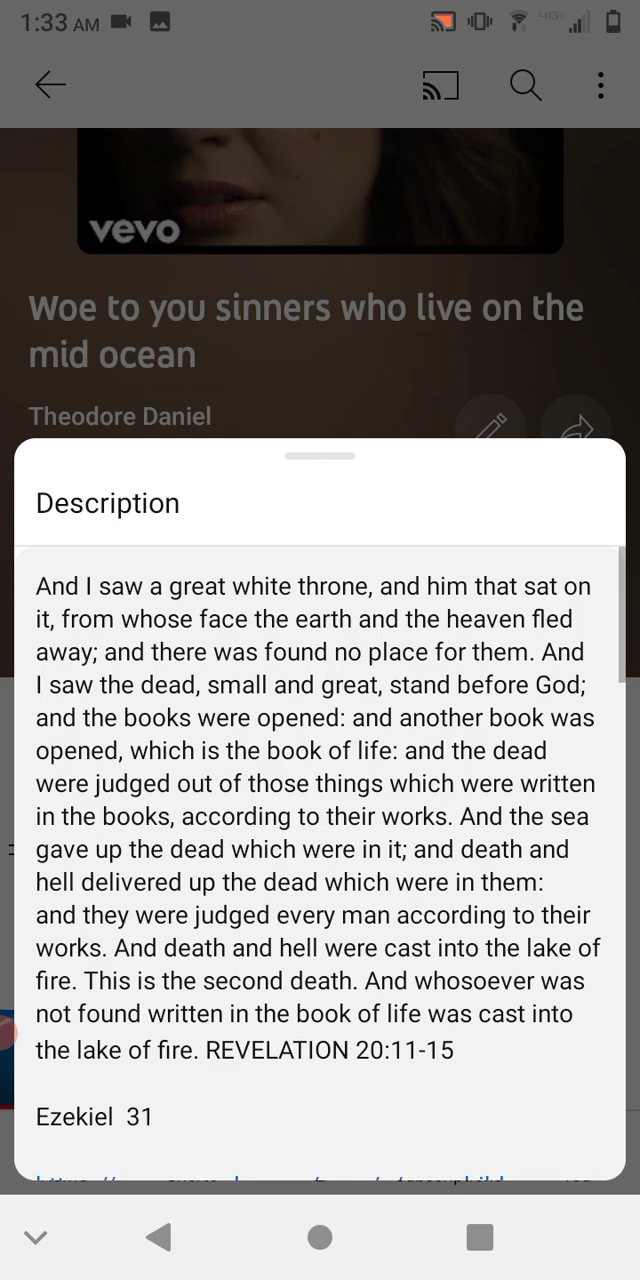 1:33 AM
vevo
Woe to you sinners who live on the
mid ocean
Theodore Daniel
Description
And I saw a great white throne, and him that sat on
it, from whose face the earth and the heaven fled
away; and there was found no place for them. And
I saw the dead, small and great, stand before God;
and the books were opened: and another book was
opened, which is the book of life: and the dead
were judged out of those things which were written
in the books, according to their works. And the sea
gave up the dead which were in it; and death and
hell delivered up the dead which were in them:
and they were judged every man according to their
works. And death and hell were cast into the lake of
fire. This is the second death. And whosoever was
not found written in the book of life was cast into
the lake of fire. REVELATION 20:11-15
Ezekiel 31